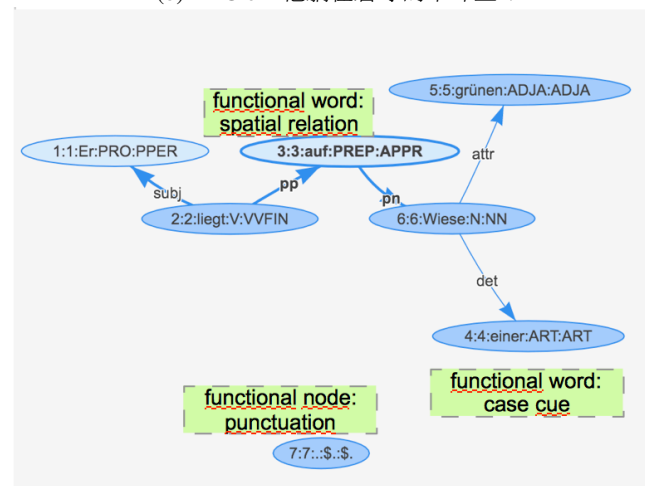 functional word:
spatial relation
5:5:grünen:ADJA:ADJA
1:1:Er:PRO:PPER
3:3:auf:PREP:APPR
attr
subj
pp
pn
2:2:liegt:V:VVFIN
6:6:Wiese:N:NN
det
4:4:einer:ART:ART
functional word:
case cue
functional node:
punctuation
7:7:.:$.:$.